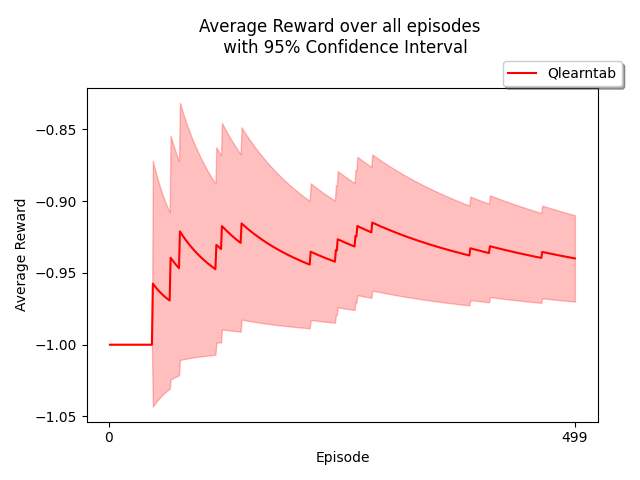 Average Reward over all episodes
with 95% Confidence Interval
Qlearntab
−0.85
−0.90
−0.95
−1.00
−1.05
Average Reward
0
499
Episode